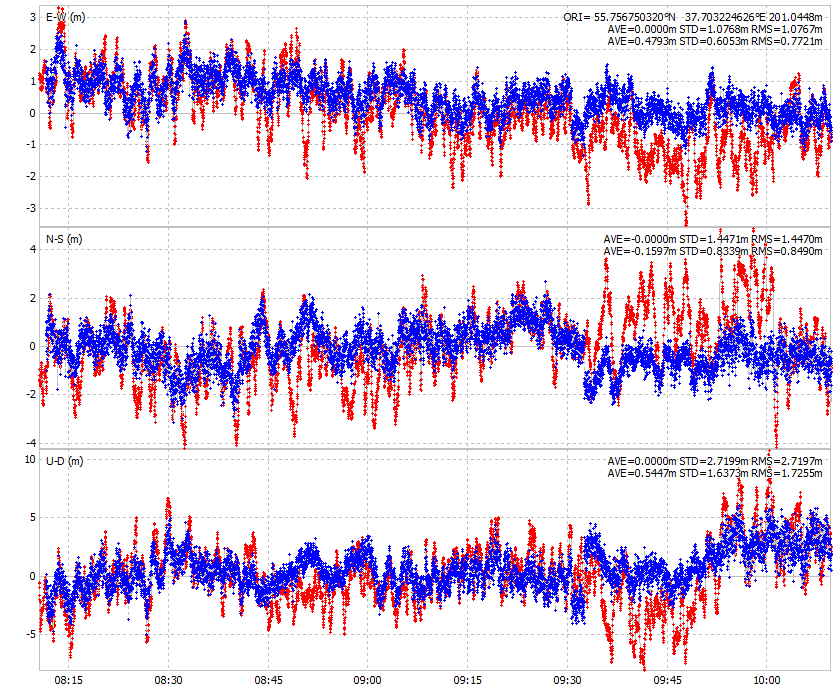 E-W (m)
ORI= 55.756750320°N 37.703224626°E 201.0448m
AVE=0.0000m STD=1.0768m RMS=1.0767m
AVE=0.4793m STD=0.6053m RMS=0.7721m
3
2
1
0
-1
-2
-3
N-S (m)
AVE=-0.0000m STD=1.4471m RMS=1.4470m
AVE=-0.1597m STD=0.8339m RMS=0.8490m
4
2
0
-2
-4
U-D (m)
AVE=0.0000m STD=2.7199m RMS=2.7197m
AVE=0.5447m STD=1.6373m RMS=1.7255m
10
5
0
-5
08:15 08:30 08:45 09:00 09:15 09:30 09:45 10:00